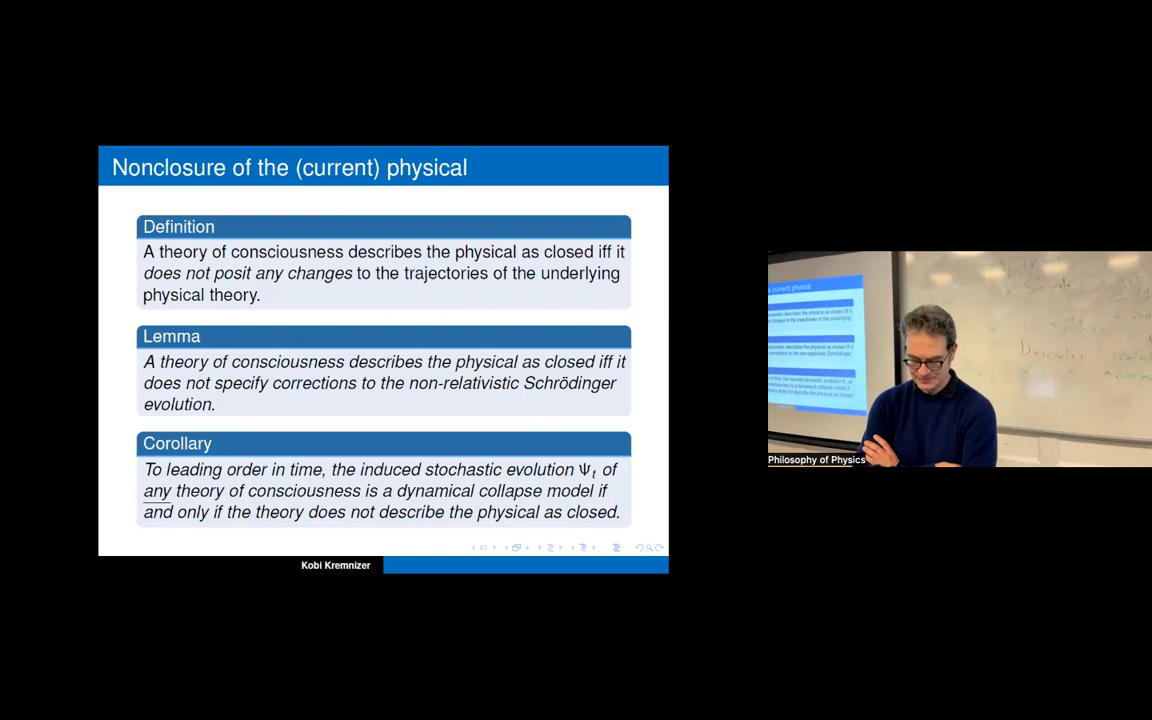 Nonclosure of the (current) physical
Definition
A theory of consciousness describes the physical as closed iff it
does not posit any changes to the trajectories of the underlying
physical theory.
Lemma
A theory of consciousness describes the physical as closed iff it
does not specify corrections to the non-relativistic Schrödinger
evolution.
Corollary
To leading order in time, the induced stochastic evolution Ψt of
any theory of consciousness is a dynamical collapse model if
and only if the theory does not describe the physical as closed.
Kobi Kremnizer
Philosophy of Physics